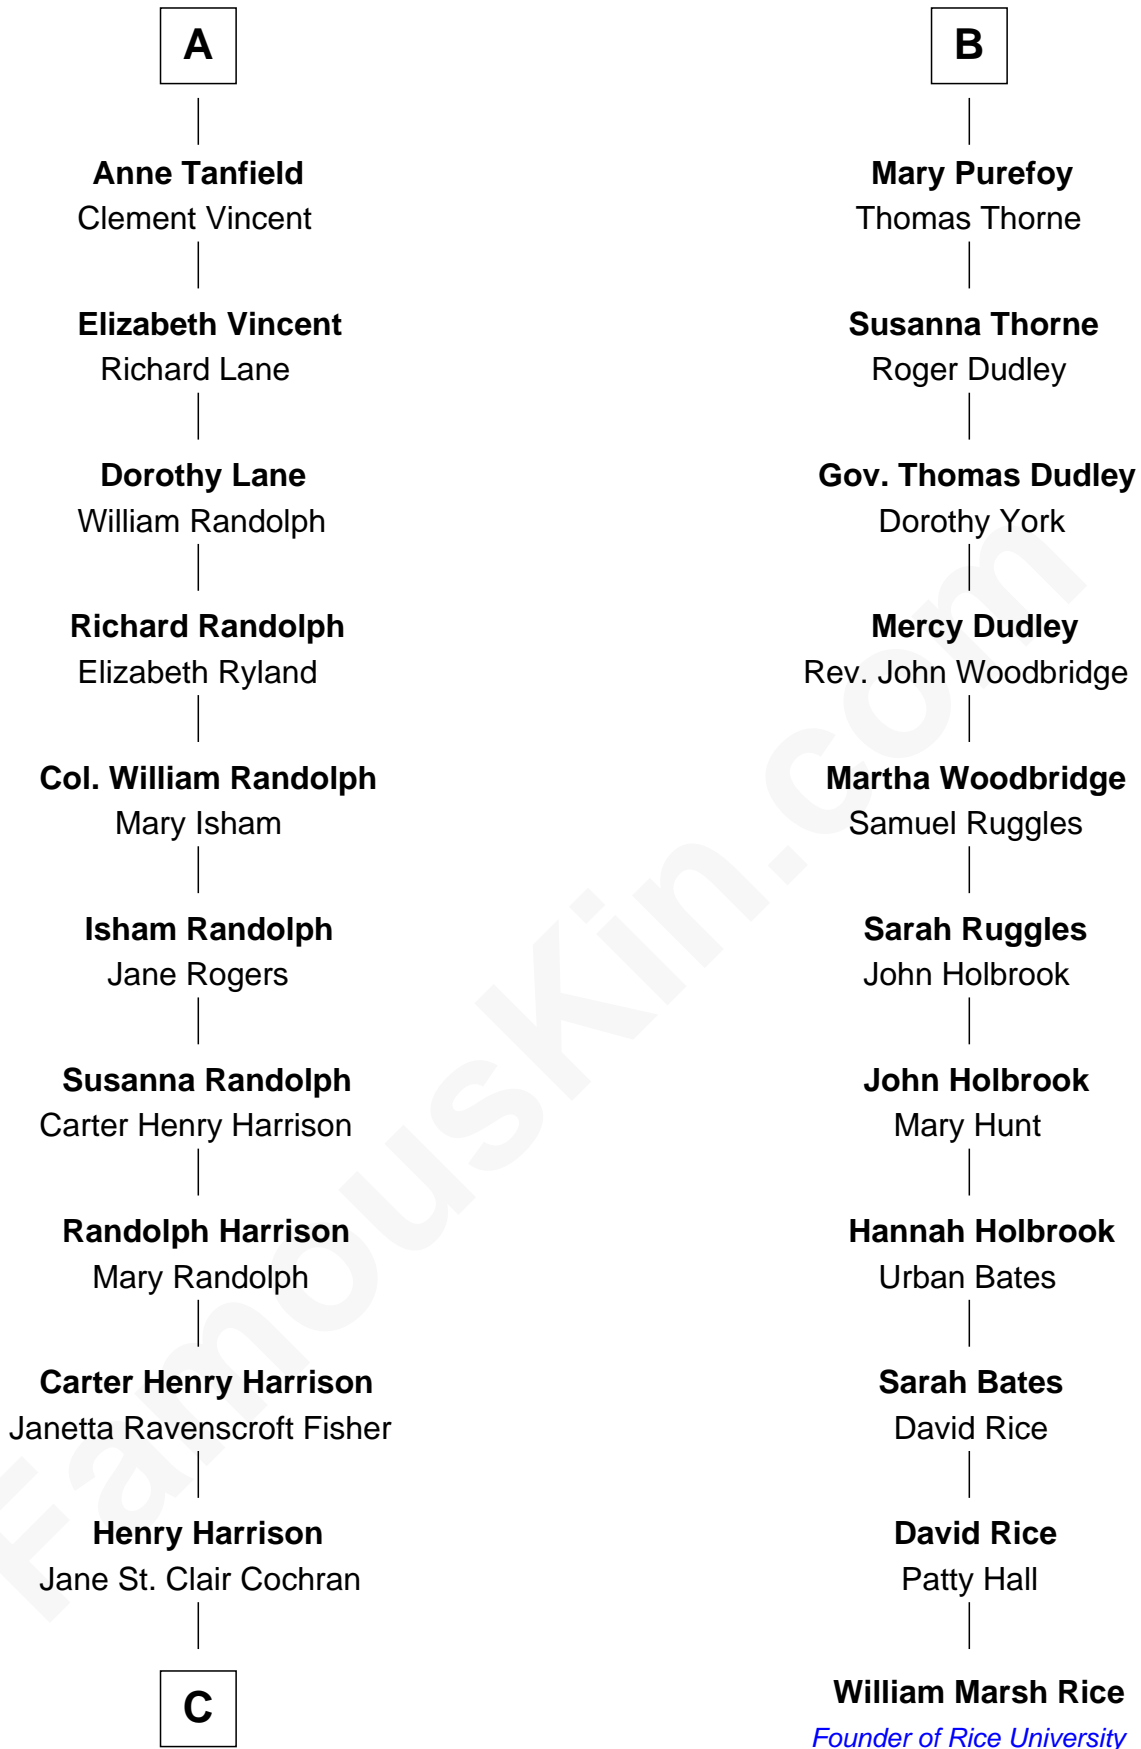 A
Anne Tanfield
Clement Vincent
Elizabeth Vincent
Richard Lane
Dorothy Lane
William Randolph
Richard Randolph
Elizabeth Ryland
Col. William Randolph
Mary Isham
Isham Randolph
Jane Rogers
Susanna Randolph
Carter Henry Harrison
Randolph Harrison
Mary Randolph
Carter Henry Harrison
Janetta Ravenscroft Fisher
Henry Harrison
Jane St. Clair Cochran
C
B
Mary Purefoy
Thomas Thorne
Susanna Thorne
Roger Dudley
Gov. Thomas Dudley
Dorothy York
Mercy Dudley
Rev. John Woodbridge
Martha Woodbridge
Samuel Ruggles
Sarah Ruggles
John Holbrook
John Holbrook
Mary Hunt
Hannah Holbrook
Urban Bates
Sarah Bates
David Rice
David Rice
Patty Hall
William Marsh Rice
Founder of Rice University
FamousKin.com